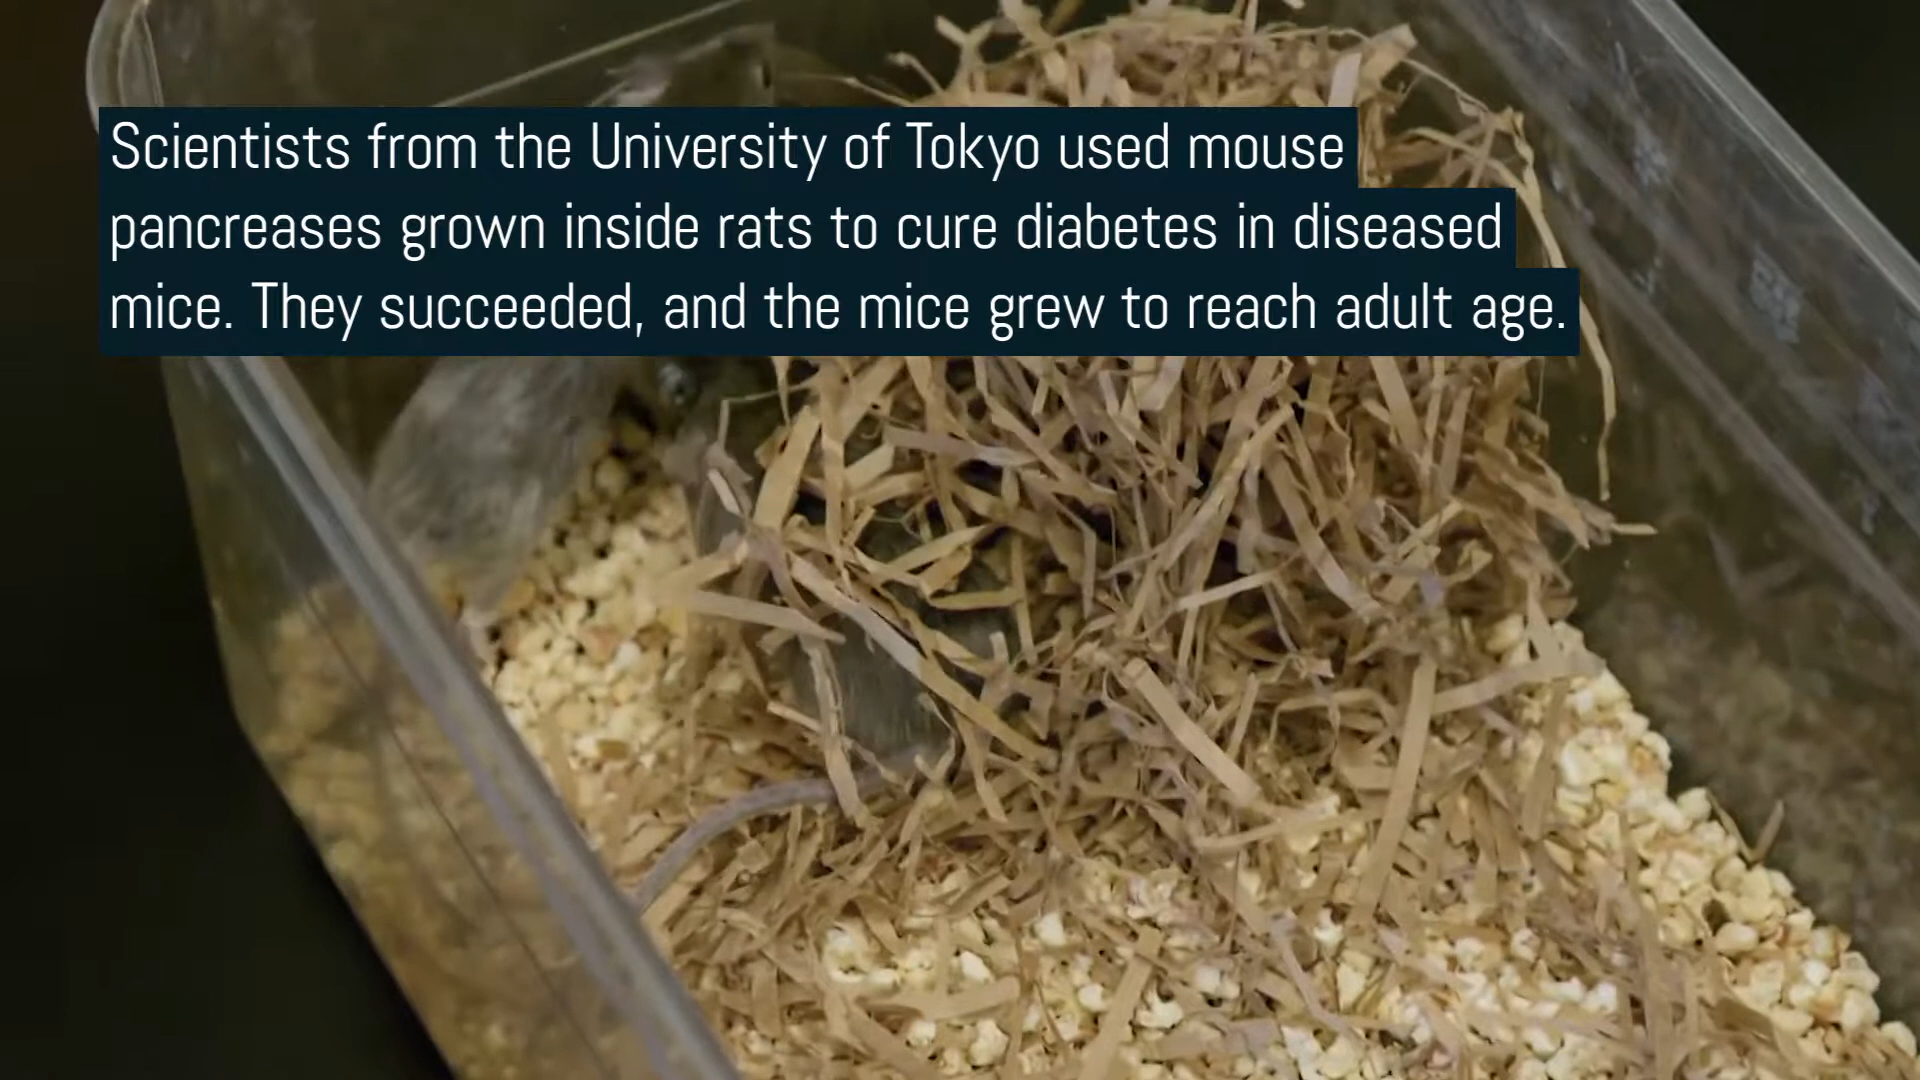 Scientists from the University of Tokyo used mouse
pancreases grown inside rats to cure diabetes in diseased
mice. They succeeded, and the mice grew to reach adult age.